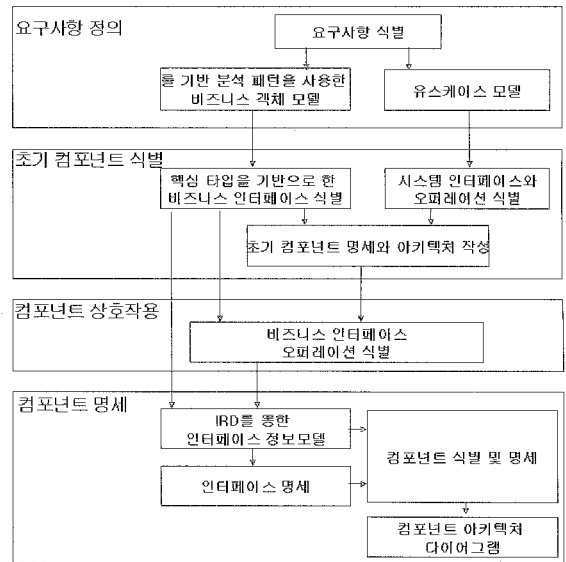 요구사항 정의
요구사항 식별
룰 기반 분석 패턴을 사용한
비즈니스 객체 모델
유스케이스 모델
초기 컴포넌트 식별
핵심 타입을 기반으로 한
비즈니스 인터페이스 식별
시스템 인터페이스와
오퍼레이션 식별
초기 컴포넌트 명세와 아키텍처 작성
컴포넌트 상호작용
비즈니스 인터페이스
오퍼레이션 식별
컴포넌트 명세
IRD를 통한
인터페이스 정보모델
컴포넌트 식별 및 명세
인터페이스 명세
컴포넌트 아키텍처
다이어그램